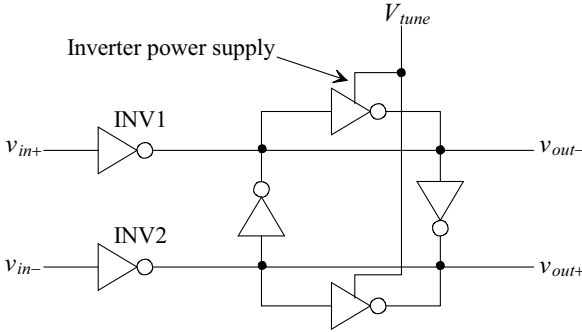 V_tune
Inverter power supply
INV1
v_in+
v_out−
INV2
v_in−
v_out+